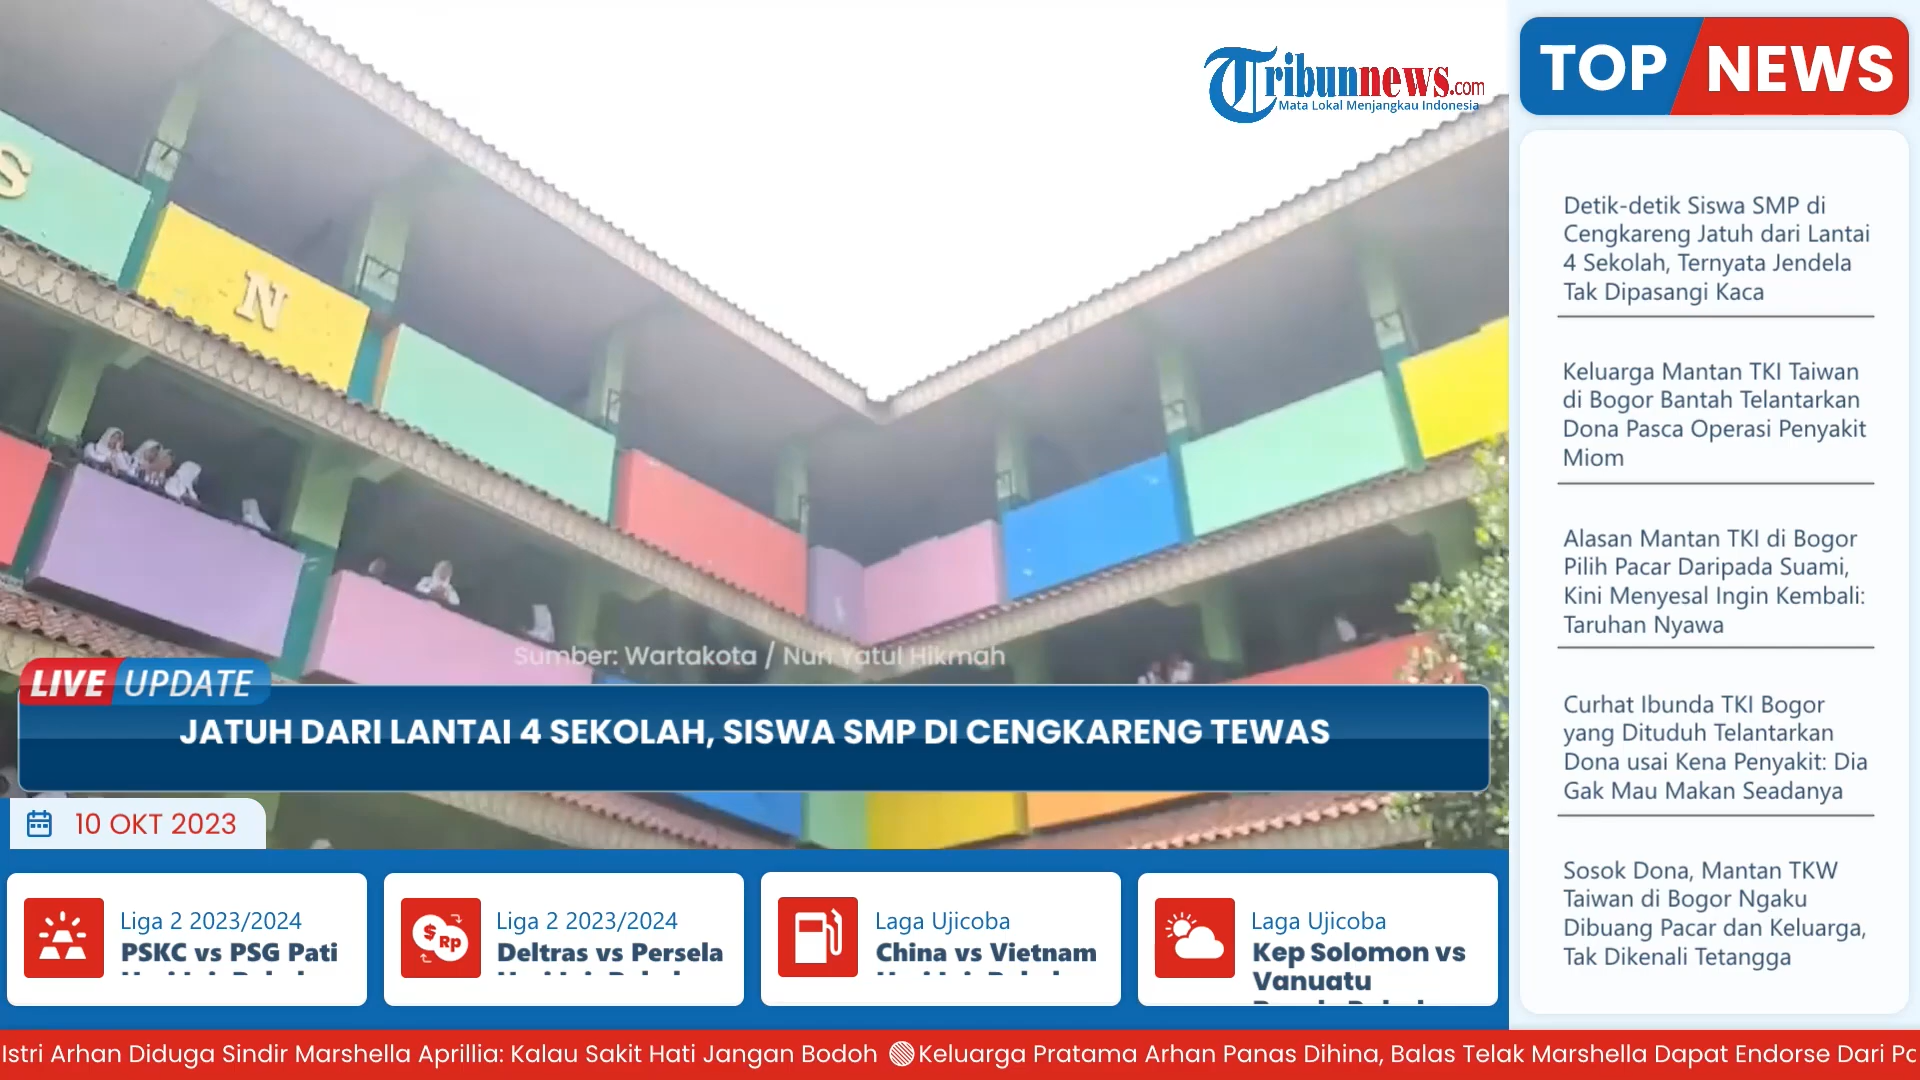 S
N
Tribunnews.com
Mata Lokal Menjangkau Indonesia
Sumber: Wartakota / Nuri Yatul Hikmah
LIVE UPDATE
JATUH DARI LANTAI 4 SEKOLAH, SISWA SMP DI CENGKARENG TEWAS
10 OKT 2023
TOP NEWS
Detik-detik Siswa SMP di
Cengkareng Jatuh dari Lantai
4 Sekolah, Ternyata Jendela
Tak Dipasangi Kaca
Keluarga Mantan TKI Taiwan
di Bogor Bantah Telantarkan
Dona Pasca Operasi Penyakit
Miom
Alasan Mantan TKI di Bogor
Pilih Pacar Daripada Suami,
Kini Menyesal Ingin Kembali:
Taruhan Nyawa
Curhat Ibunda TKI Bogor
yang Dituduh Telantarkan
Dona usai Kena Penyakit: Dia
Gak Mau Makan Seadanya
Sosok Dona, Mantan TKW
Taiwan di Bogor Ngaku
Dibuang Pacar dan Keluarga,
Tak Dikenali Tetangga
Liga 2 2023/2024
PSKC vs PSG Pati
$ Rp
Liga 2 2023/2024
Deltras vs Persela
Laga Ujicoba
China vs Vietnam
Laga Ujicoba
Kep Solomon vs
Vanuatu
Istri Arhan Diduga Sindir Marshella Aprillia: Kalau Sakit Hati Jangan Bodoh Keluarga Pratama Arhan Panas Dihina, Balas Telak Marshella Dapat Endorse Dari